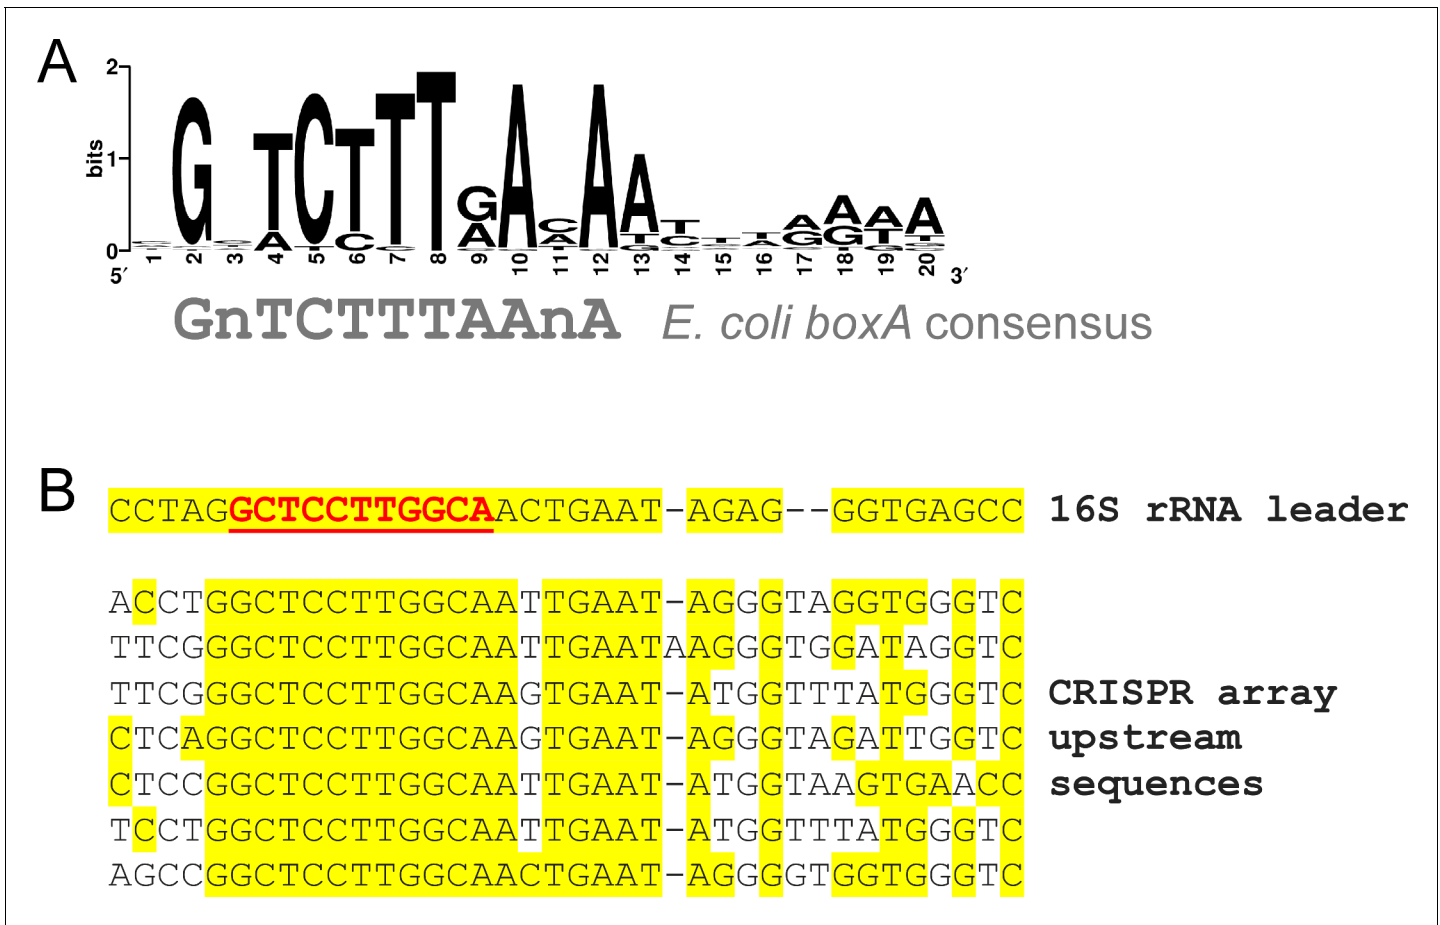 A
2
1
0
bits
5′ 1 2 3 4 5 6 7 8 9 10 11 12 13 14 15 16 17 18 19 20 3′
GnTCTTTAAnA E. coli boxA consensus
B
CCTAGGCTCCTTGGCAACTGAAT-AGAG--GGTGAGCC 16S rRNA leader
ACCTGGCTCCTTGGCAATTGAAT-AGGGTAGGTGGGTC
TTCGGGCTCCTTGGCAATTGAATAAGGGTGGATAGGTC
TTCGGGCTCCTTGGCAAGTGAAT-ATGGTTTATGGGTC CRISPR array
CTCAGGCTCCTTGGCAAGTGAAT-AGGGTAGATTGGTC upstream
CTCCGGCTCCTTGGCAATTGAAT-ATGGTAAGTGAACC sequences
TCCTGGCTCCTTGGCAATTGAAT-ATGGTTTATGGGTC
AGCCGGCTCCTTGGCAACTGAAT-AGGGGTGGTGGGTC